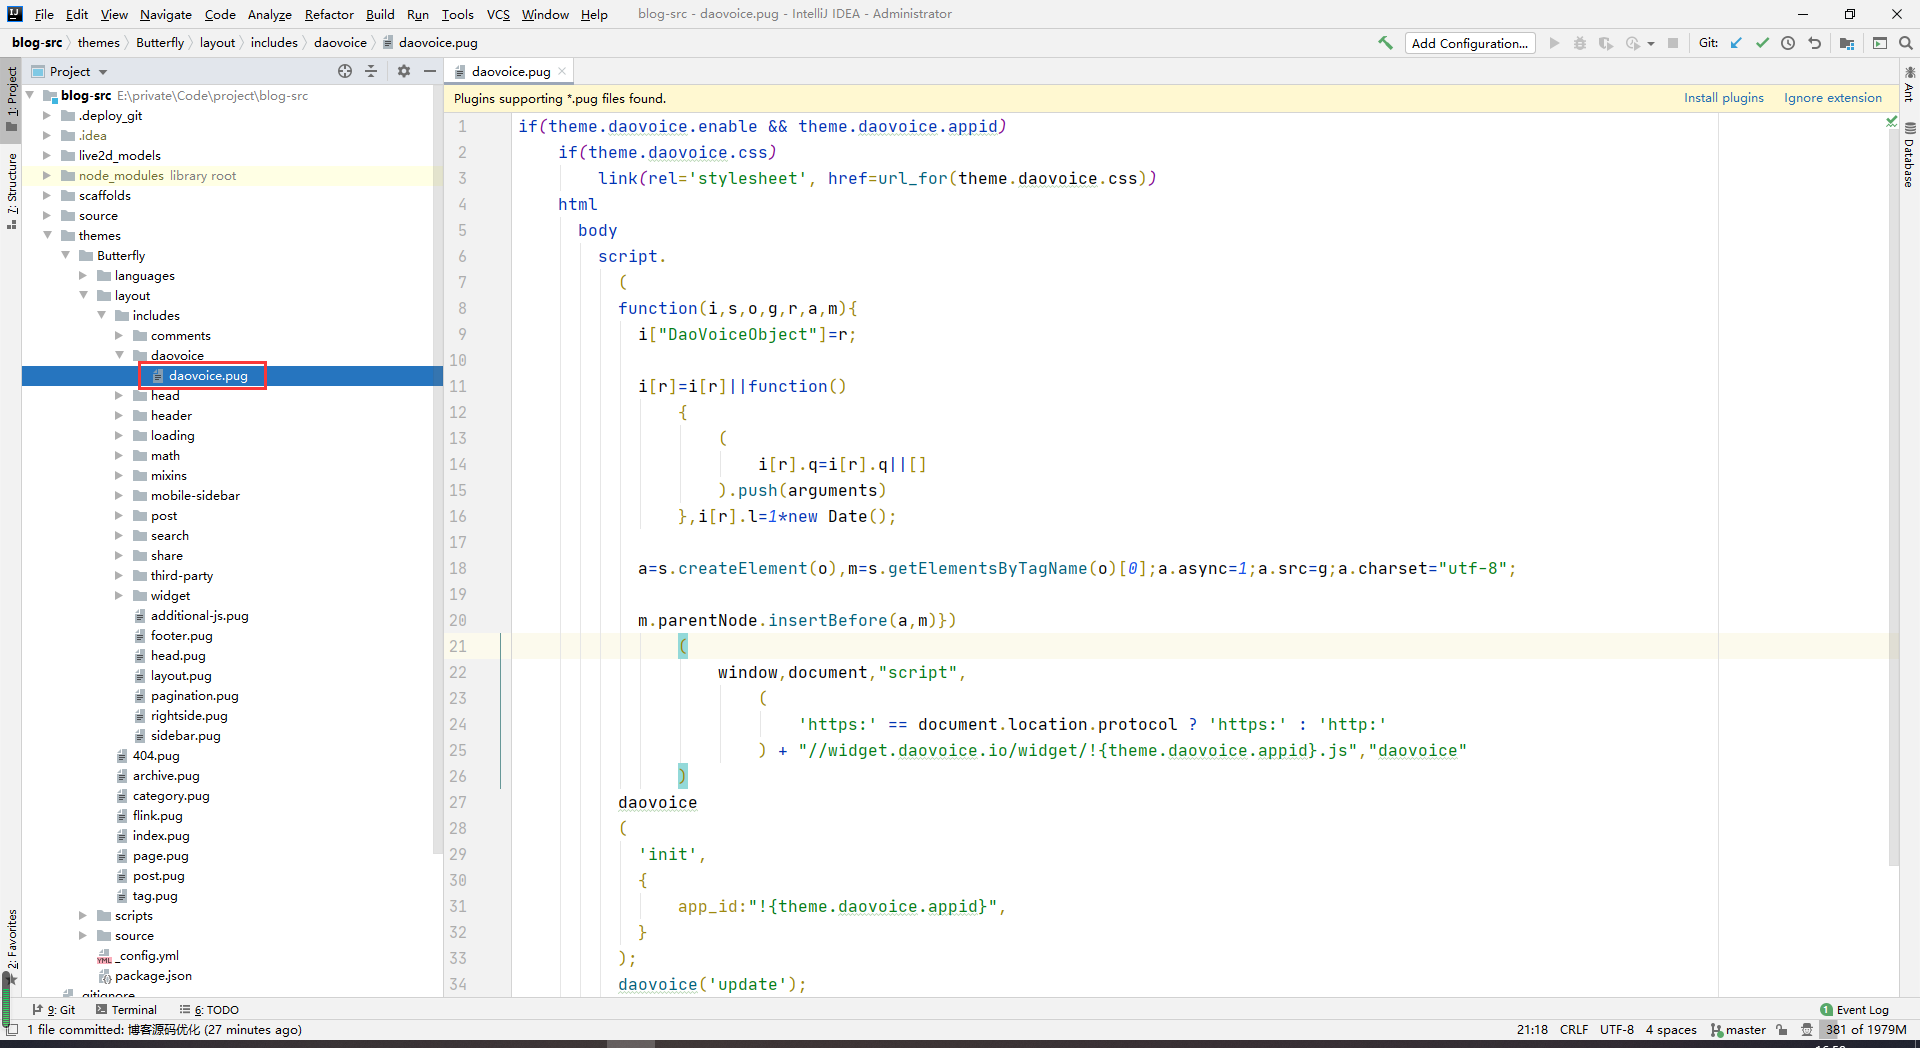 File Edit View Navigate Code Analyze Refactor Build Run Tools VCS Window Help blog-src - daovoice.pug - IntelliJ IDEA - Administrator
blog-src themes Butterfly layout includes daovoice daovoice.pug Add Configuration... Git:
Project
daovoice.pug
Plugins supporting *.pug files found. Install plugins Ignore extension
1: Project
7: Structure
2: Favorites
Ant
Database
blog-src E:\private\Code\project\blog-src
.deploy_git
.idea
live2d_models
node_modules library root
scaffolds
source
themes
Butterfly
languages
layout
includes
comments
daovoice
daovoice.pug
head
header
loading
math
mixins
mobile-sidebar
post
search
share
third-party
widget
additional-js.pug
footer.pug
head.pug
layout.pug
pagination.pug
rightside.pug
sidebar.pug
404.pug
archive.pug
category.pug
flink.pug
index.pug
page.pug
post.pug
tag.pug
scripts
source
_config.yml
package.json
.gitignore
1 if(theme.daovoice.enable && theme.daovoice.appid)
2 if(theme.daovoice.css)
3 link(rel='stylesheet', href=url_for(theme.daovoice.css))
4 html
5 body
6 script.
7 (
8 function(i,s,o,g,r,a,m){
9 i["DaoVoiceObject"]=r;
10
11 i[r]=i[r]||function()
12 {
13 (
14 i[r].q=i[r].q||[]
15 ).push(arguments)
16 },i[r].l=1*new Date();
17
18 a=s.createElement(o),m=s.getElementsByTagName(o)[0];a.async=1;a.src=g;a.charset="utf-8";
19
20 m.parentNode.insertBefore(a,m)})
21 (
22 window,document,"script",
23 (
24 'https:' == document.location.protocol ? 'https:' : 'http:'
25 ) + "//widget.daovoice.io/widget/!{theme.daovoice.appid}.js","daovoice"
26 )
27 daovoice
28 (
29 'init',
30 {
31 app_id:"!{theme.daovoice.appid}",
32 }
33 );
34 daovoice('update');
9: Git Terminal 6: TODO 1 Event Log
1 file committed: 博客源码优化 (27 minutes ago) 21:18 CRLF UTF-8 4 spaces master 381 of 1979M